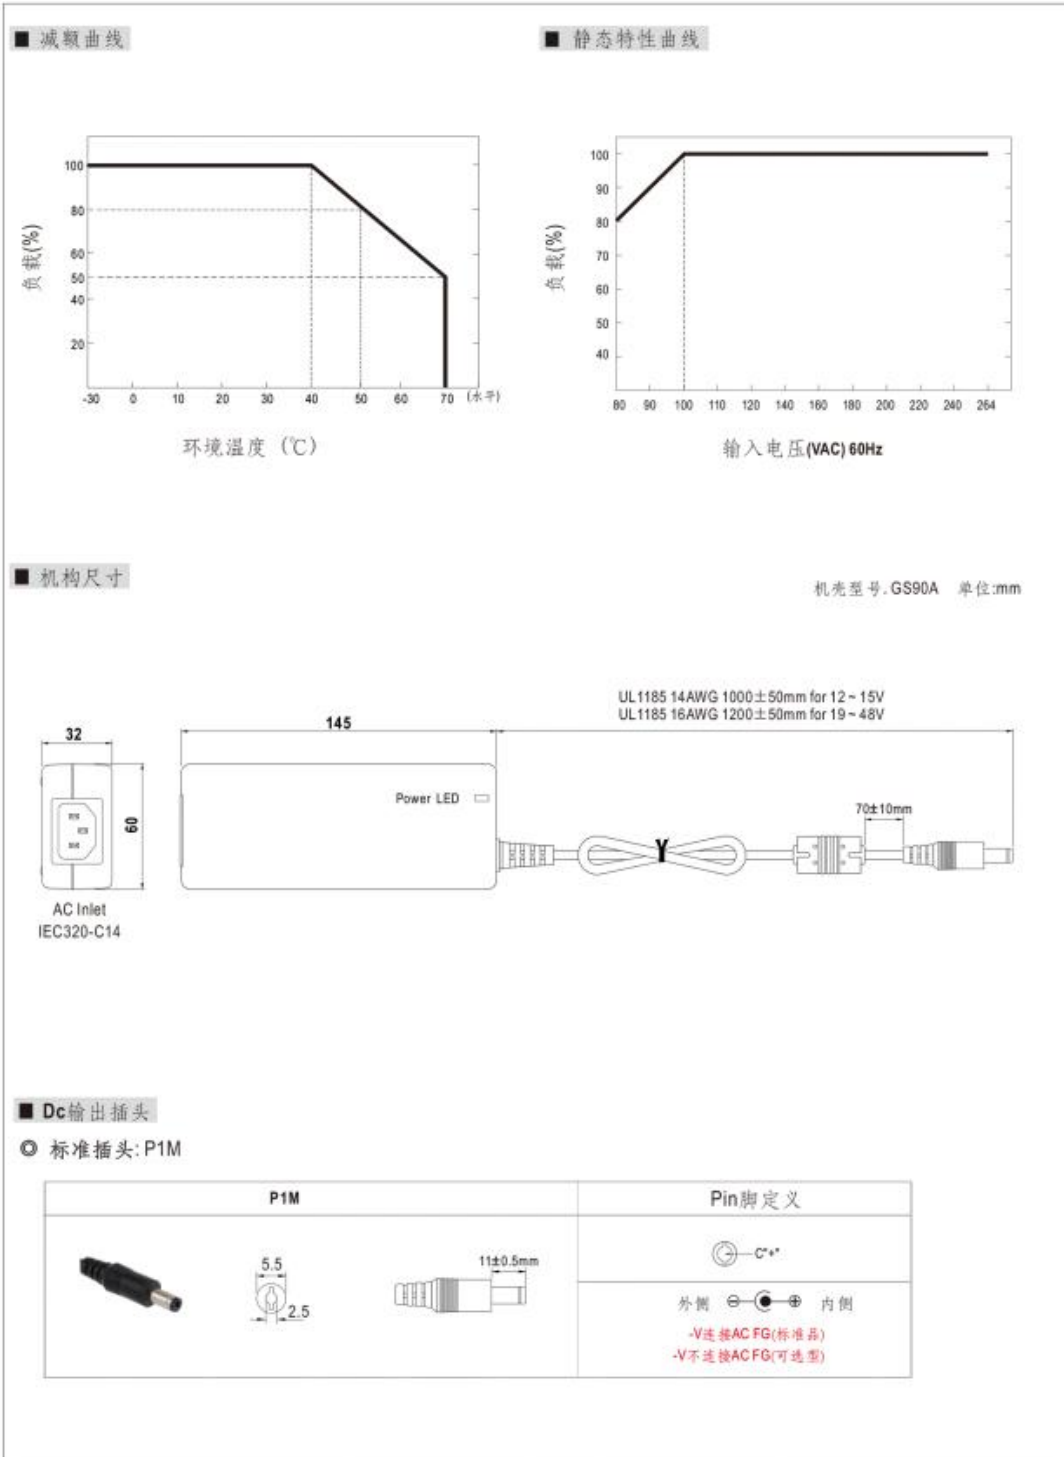 ■ 减额曲线
■ 静态特性曲线
负载(%)
100
80
60
50
40
20
-30 0 10 20 30 40 50 60 70 (水平)
环境温度 (℃)
负载(%)
100
90
80
70
60
50
40
80 90 100 110 120 140 160 180 200 220 240 264
输入电压(VAC) 60Hz
■ 机构尺寸
机壳型号. GS90A 单位:mm
UL1185 14AWG 1000±50mm for 12 ~ 15V
UL1185 16AWG 1200±50mm for 19 ~ 48V
32
145
Power LED
60
70±10mm
AC Inlet
IEC320-C14
■ Dc输出插头
◎ 标准插头: P1M
P1M
Pin脚定义
5.5
2.5
11±0.5mm
C"+"
外侧 ⊖ ⊕ 内侧
-V连接AC FG(标准品)
-V不连接AC FG(可选型)